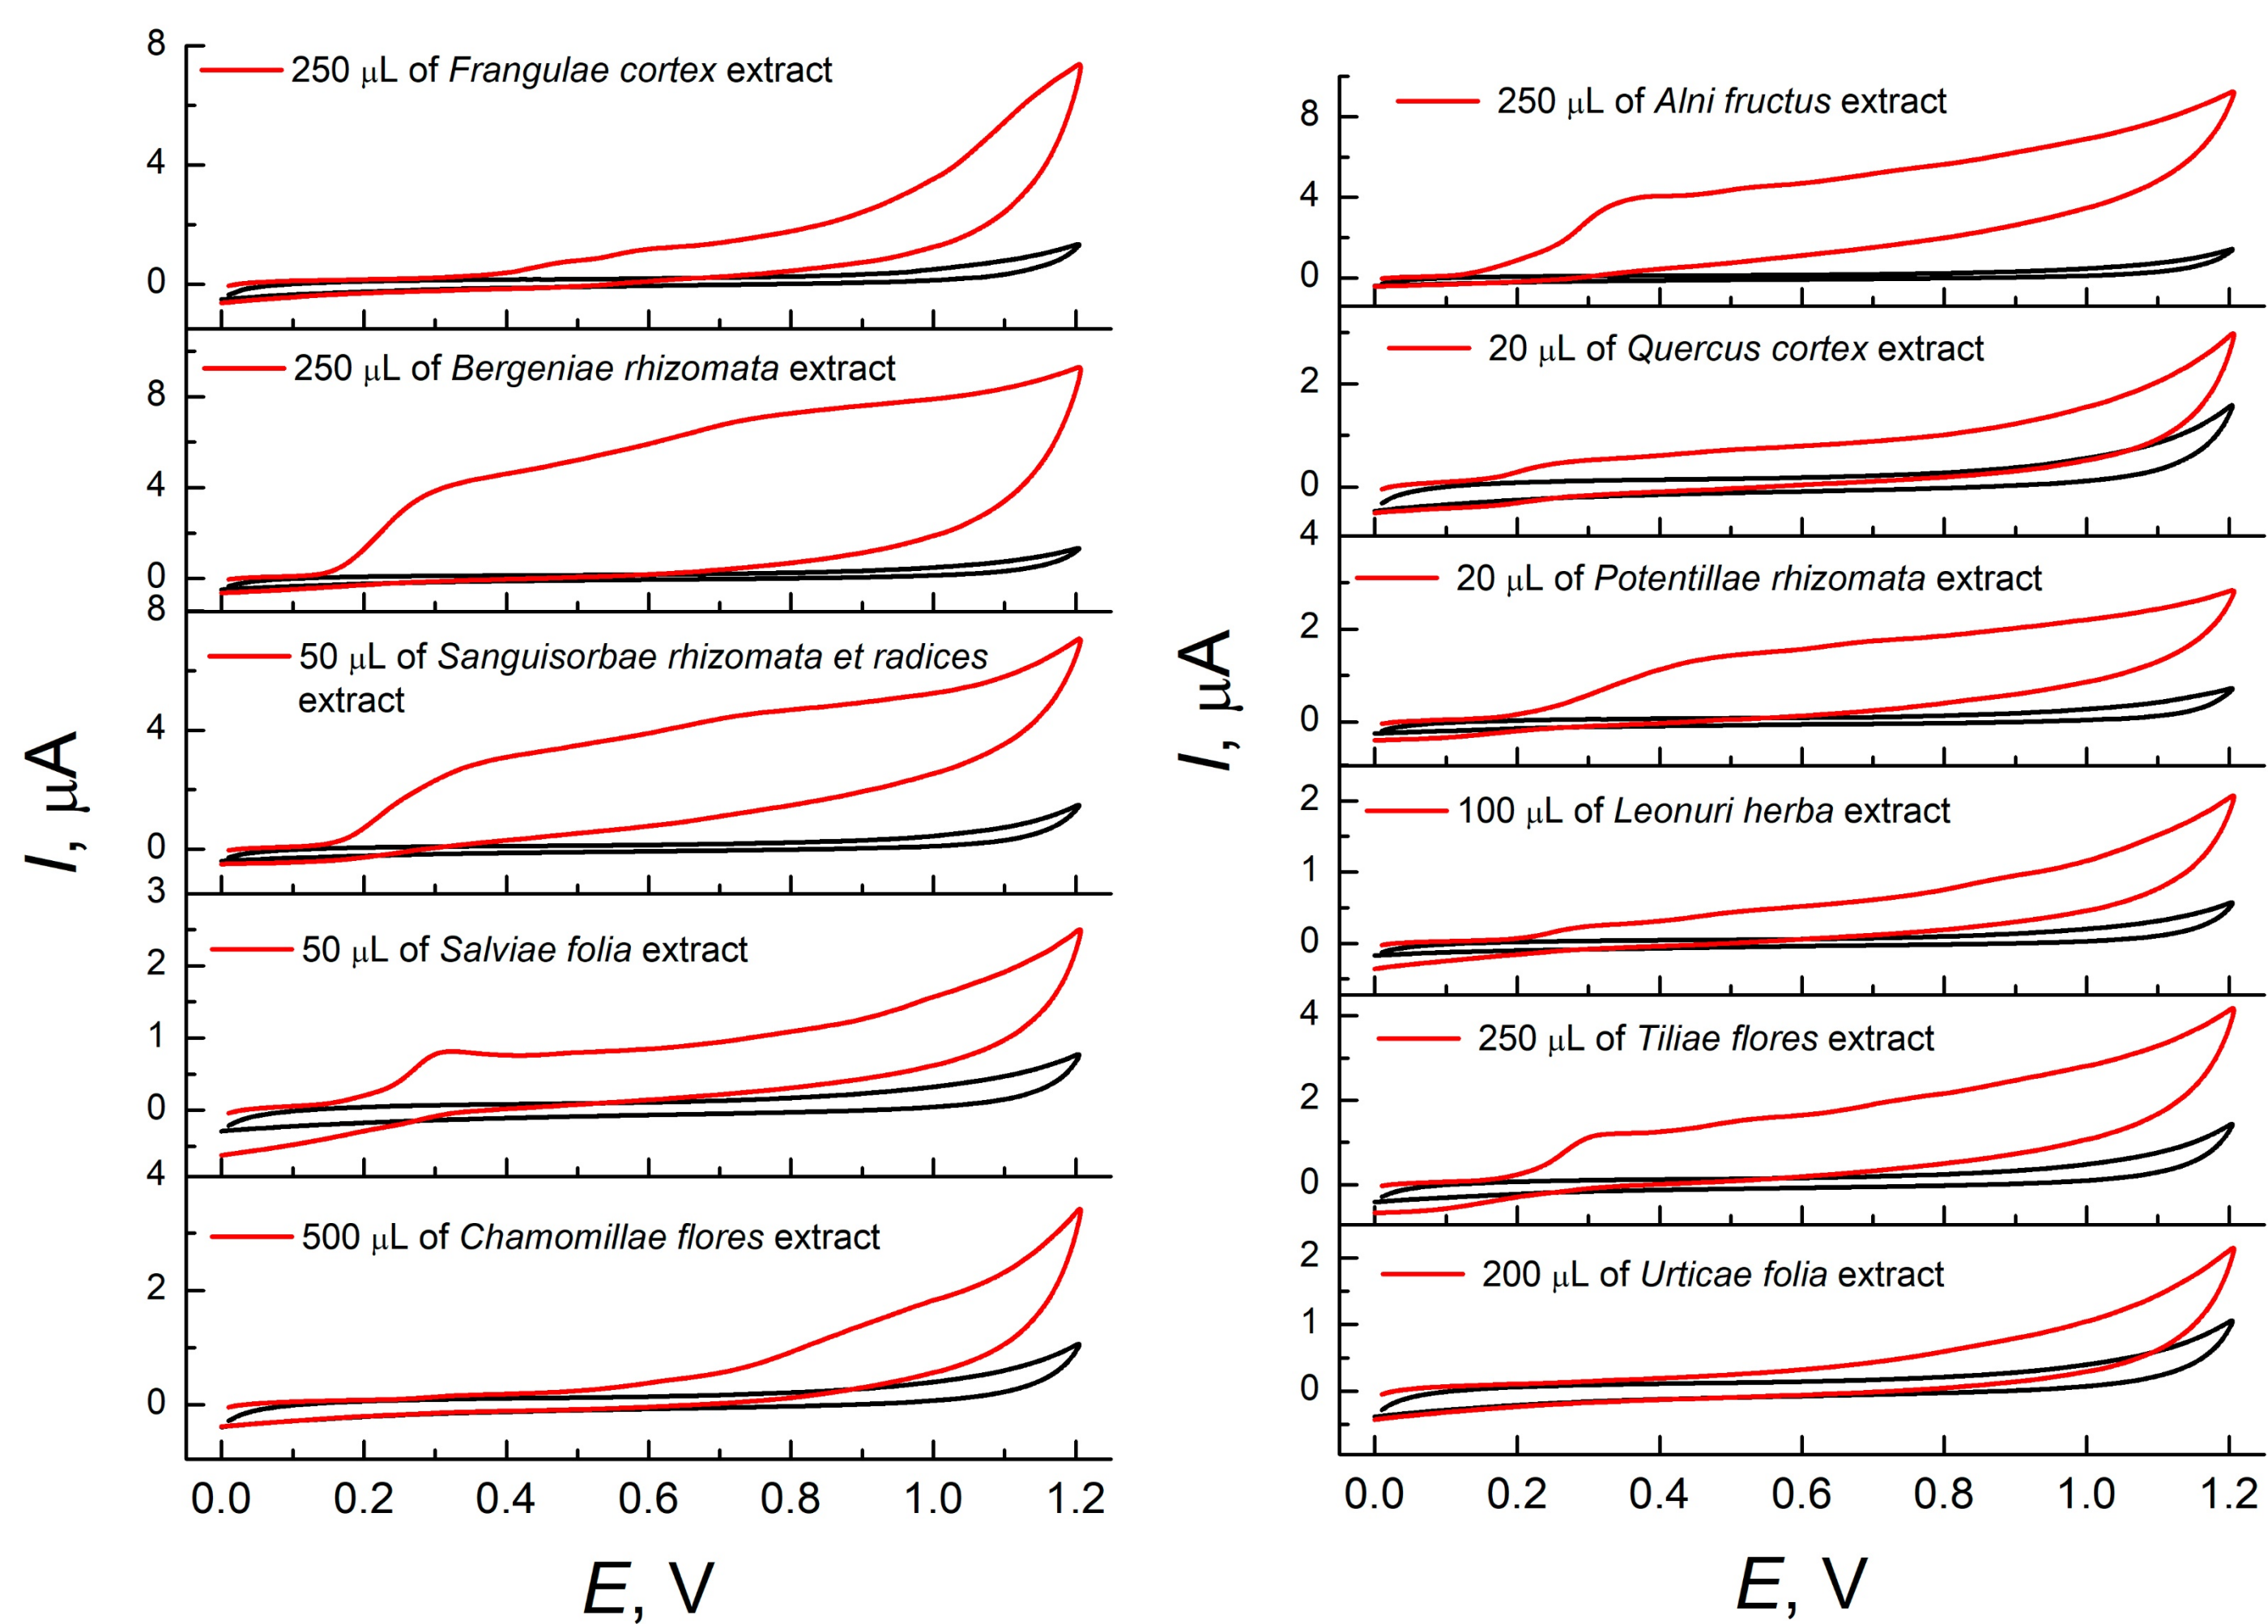 I, μA
8
250 μL of Frangulae cortex extract
4
0
250 μL of Bergeniae rhizomata extract
8
4
0
8
50 μL of Sanguisorbae rhizomata et radices
extract
4
0
3
50 μL of Salviae folia extract
2
1
0
4
500 μL of Chamomillae flores extract
2
0
0.0 0.2 0.4 0.6 0.8 1.0 1.2
E, V
I, μA
250 μL of Alni fructus extract
8
4
0
20 μL of Quercus cortex extract
2
0
4
20 μL of Potentillae rhizomata extract
2
0
2
100 μL of Leonuri herba extract
1
0
4
250 μL of Tiliae flores extract
2
0
2
200 μL of Urticae folia extract
1
0
0.0 0.2 0.4 0.6 0.8 1.0 1.2
E, V